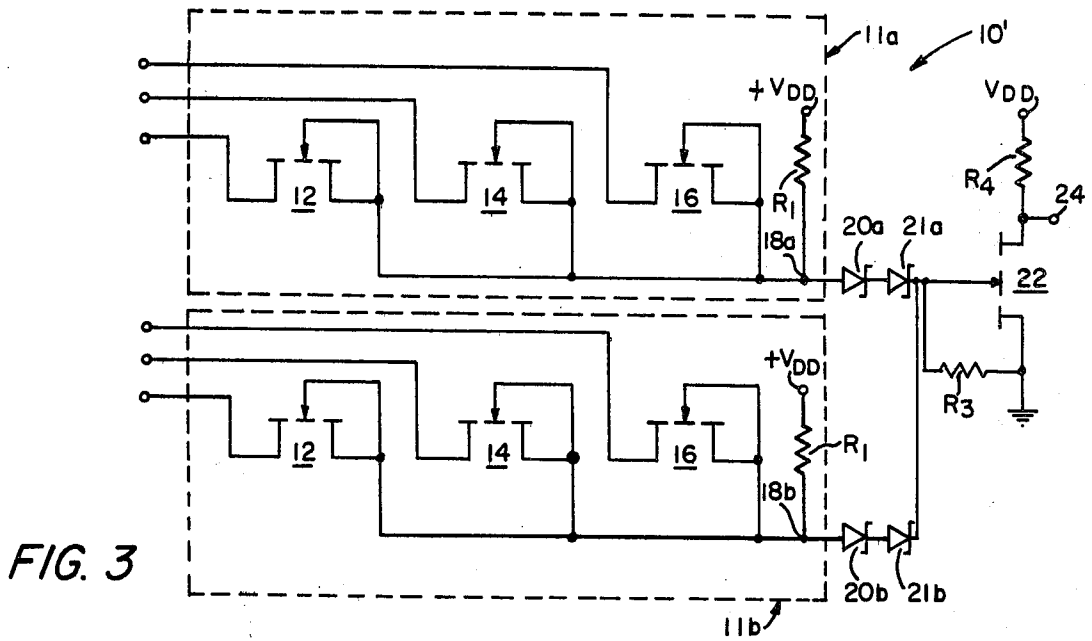 11a
10'
+VDD
VDD
R1
R4
24
12
14
16
18a
20a
21a
22
R3
+VDD
R1
12
14
16
18b
20b
21b
11b
FIG. 3